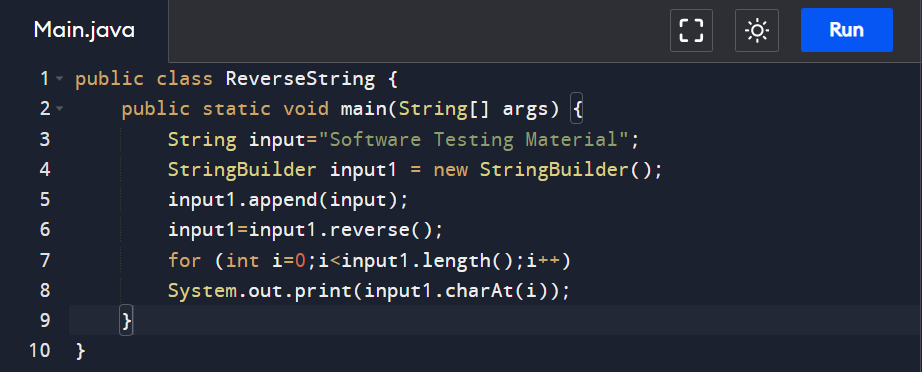 Main.java
Run
1 public class ReverseString {
2 public static void main(String[] args) {
3 String input="Software Testing Material";
4 StringBuilder input1 = new StringBuilder();
5 input1.append(input);
6 input1=input1.reverse();
7 for (int i=0;i<input1.length();i++)
8 System.out.print(input1.charAt(i));
9 }
10 }